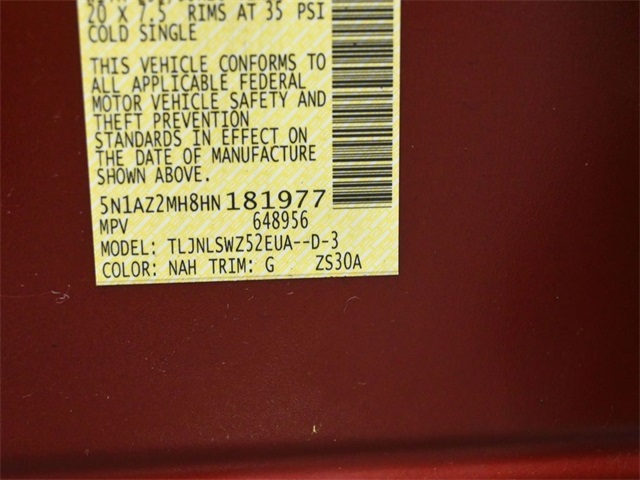 20 X 7.5 RIMS AT 35 PSI
COLD SINGLE
THIS VEHICLE CONFORMS TO
ALL APPLICABLE FEDERAL
MOTOR VEHICLE SAFETY AND
THEFT PREVENTION
STANDARDS IN EFFECT ON
THE DATE OF MANUFACTURE
SHOWN ABOVE.
5N1AZ2MH8HN181977
MPV 648956
MODEL: TLJNLSWZ52EUA--D-3
COLOR: NAH TRIM: G ZS30A